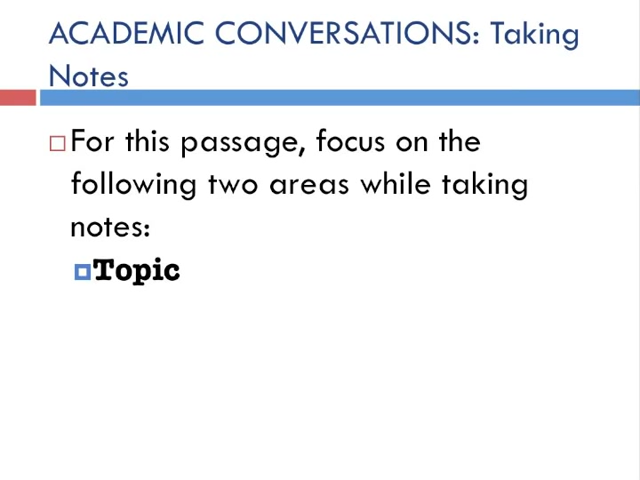 ACADEMIC CONVERSATIONS: Taking
Notes
For this passage, focus on the
following two areas while taking
notes:
Topic